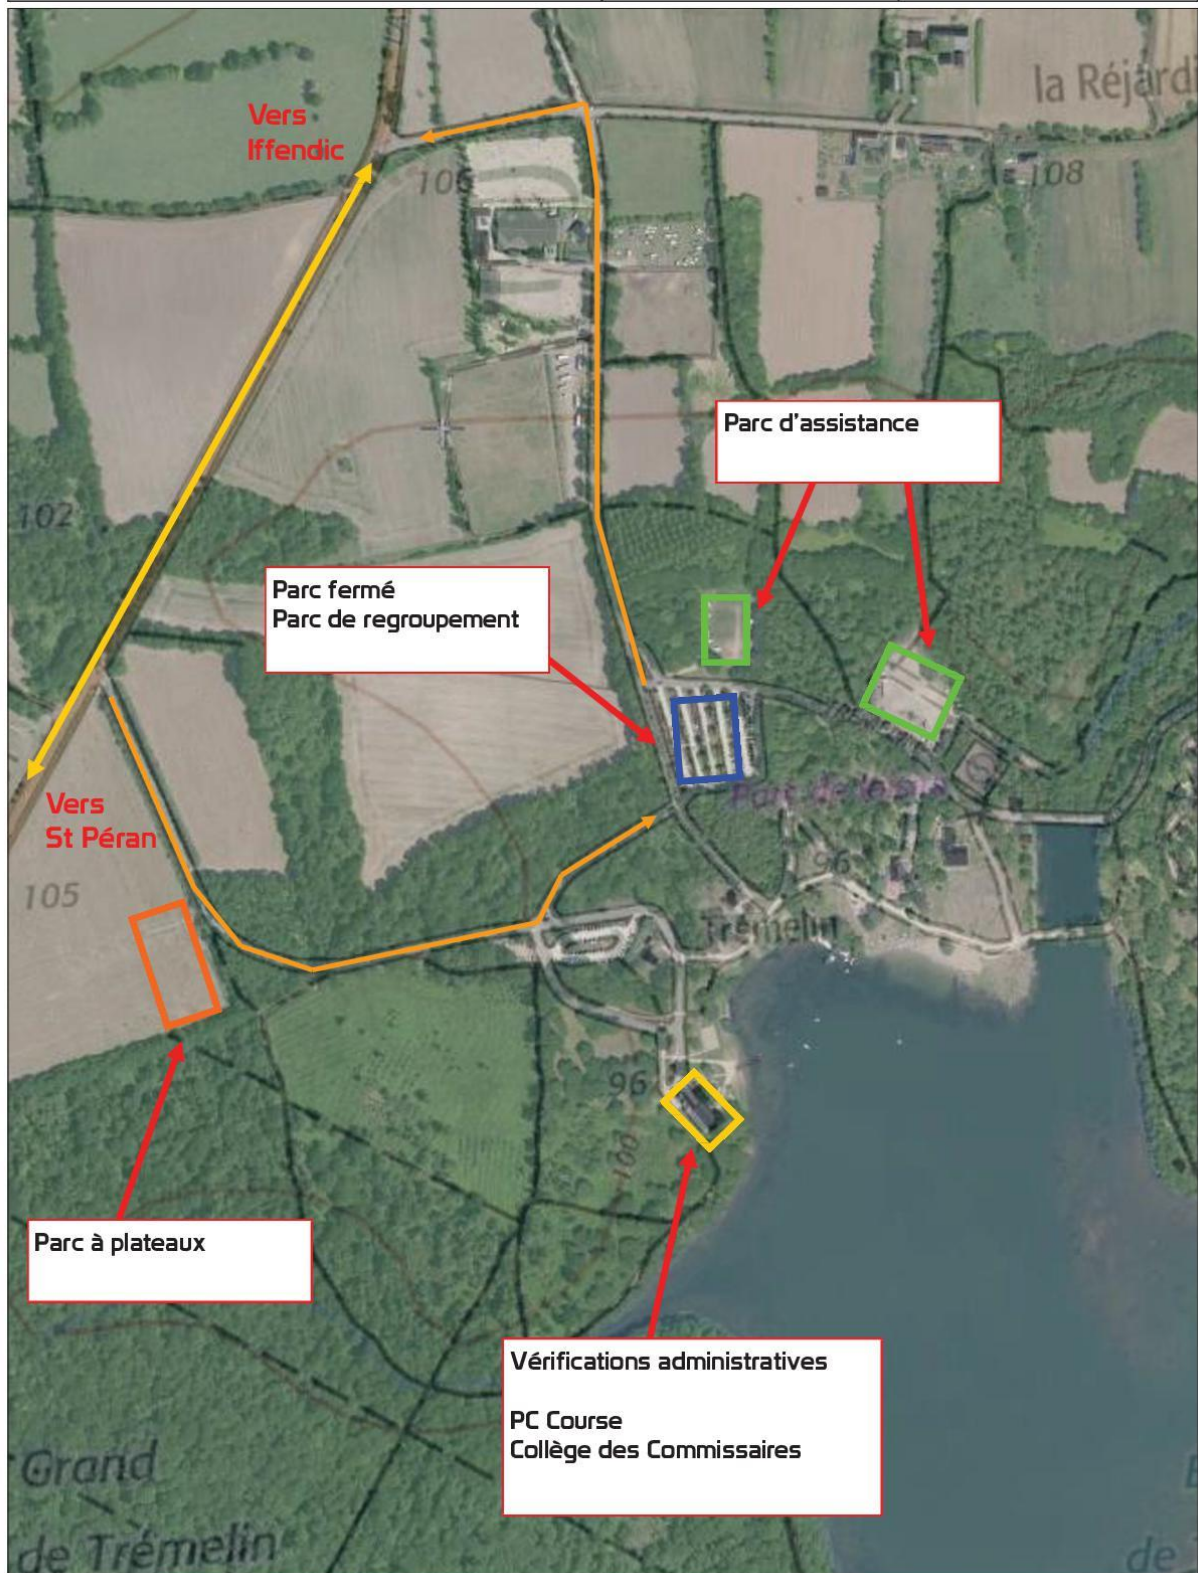 la Réjardi
Vers
Iffendic
106
108
Parc d'assistance
102
Parc fermé
Parc de regroupement
Vers
St Péran
105
96
Trémelin
96
100
Parc à plateaux
Vérifications administratives
PC Course
Collège des Commissaires
Grand
de Trémelin
de